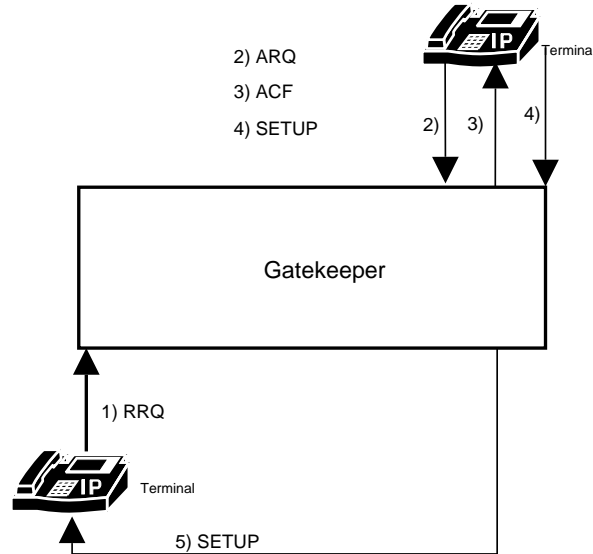 IP
Termina
2) ARQ
3) ACF
4) SETUP
2)
3)
4)
Gatekeeper
1) RRQ
IP
Terminal
5) SETUP